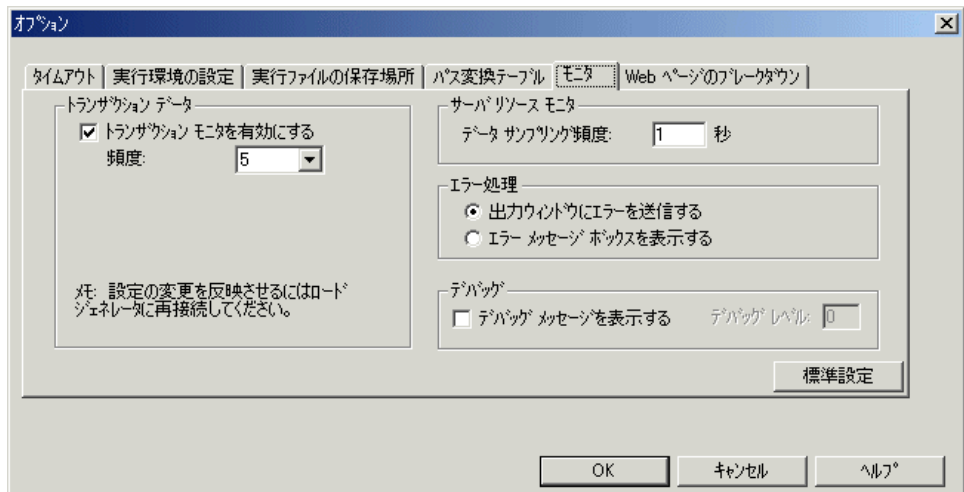 オプション
タイムアウト
実行環境の設定
実行ファイルの保存場所
パス変換テーブル
モニタ
Web ページのブレークダウン
トランザクション データ
トランザクション モニタを有効にする
頻度:
5
メモ: 設定の変更を反映させるにはロード
ジェネレータに再接続してください。
サーバ リソース モニタ
データ サンプリング頻度:
1
秒
エラー処理
出力ウィンドウにエラーを送信する
エラー メッセージ ボックスを表示する
デバッグ
デバッグ メッセージを表示する
デバッグ レベル:
0
標準設定
OK
キャンセル
ヘルプ